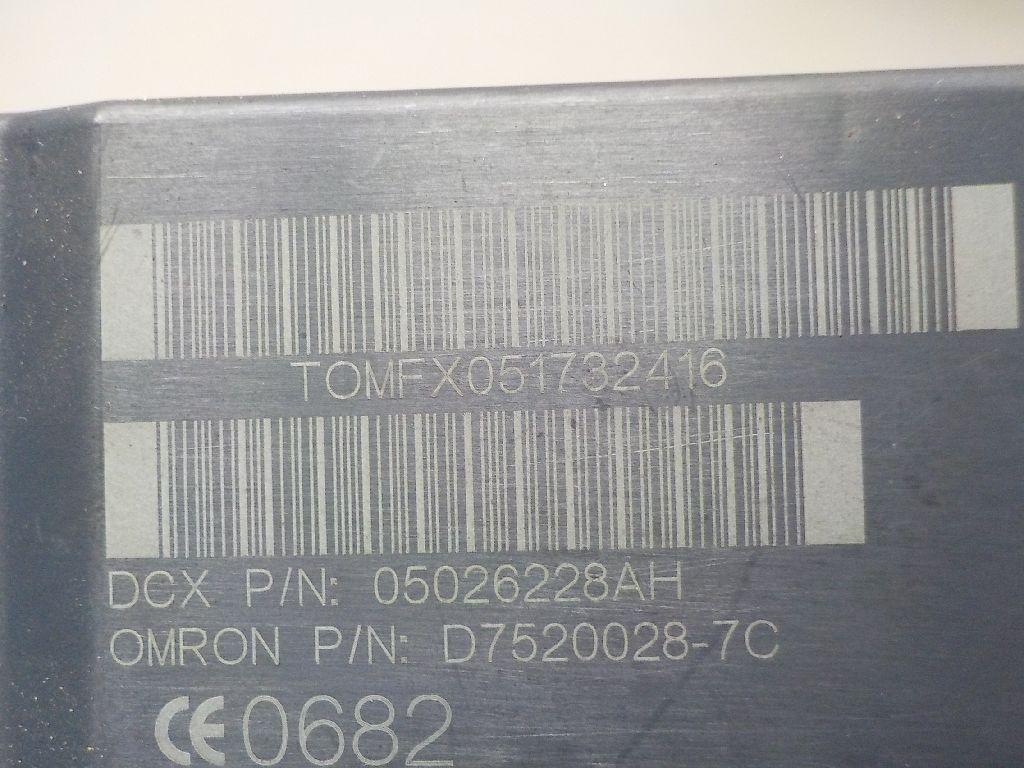 TOMFX051732416
DCX P/N: 05026228AH
OMRON P/N: D7520028-7C
CE0682